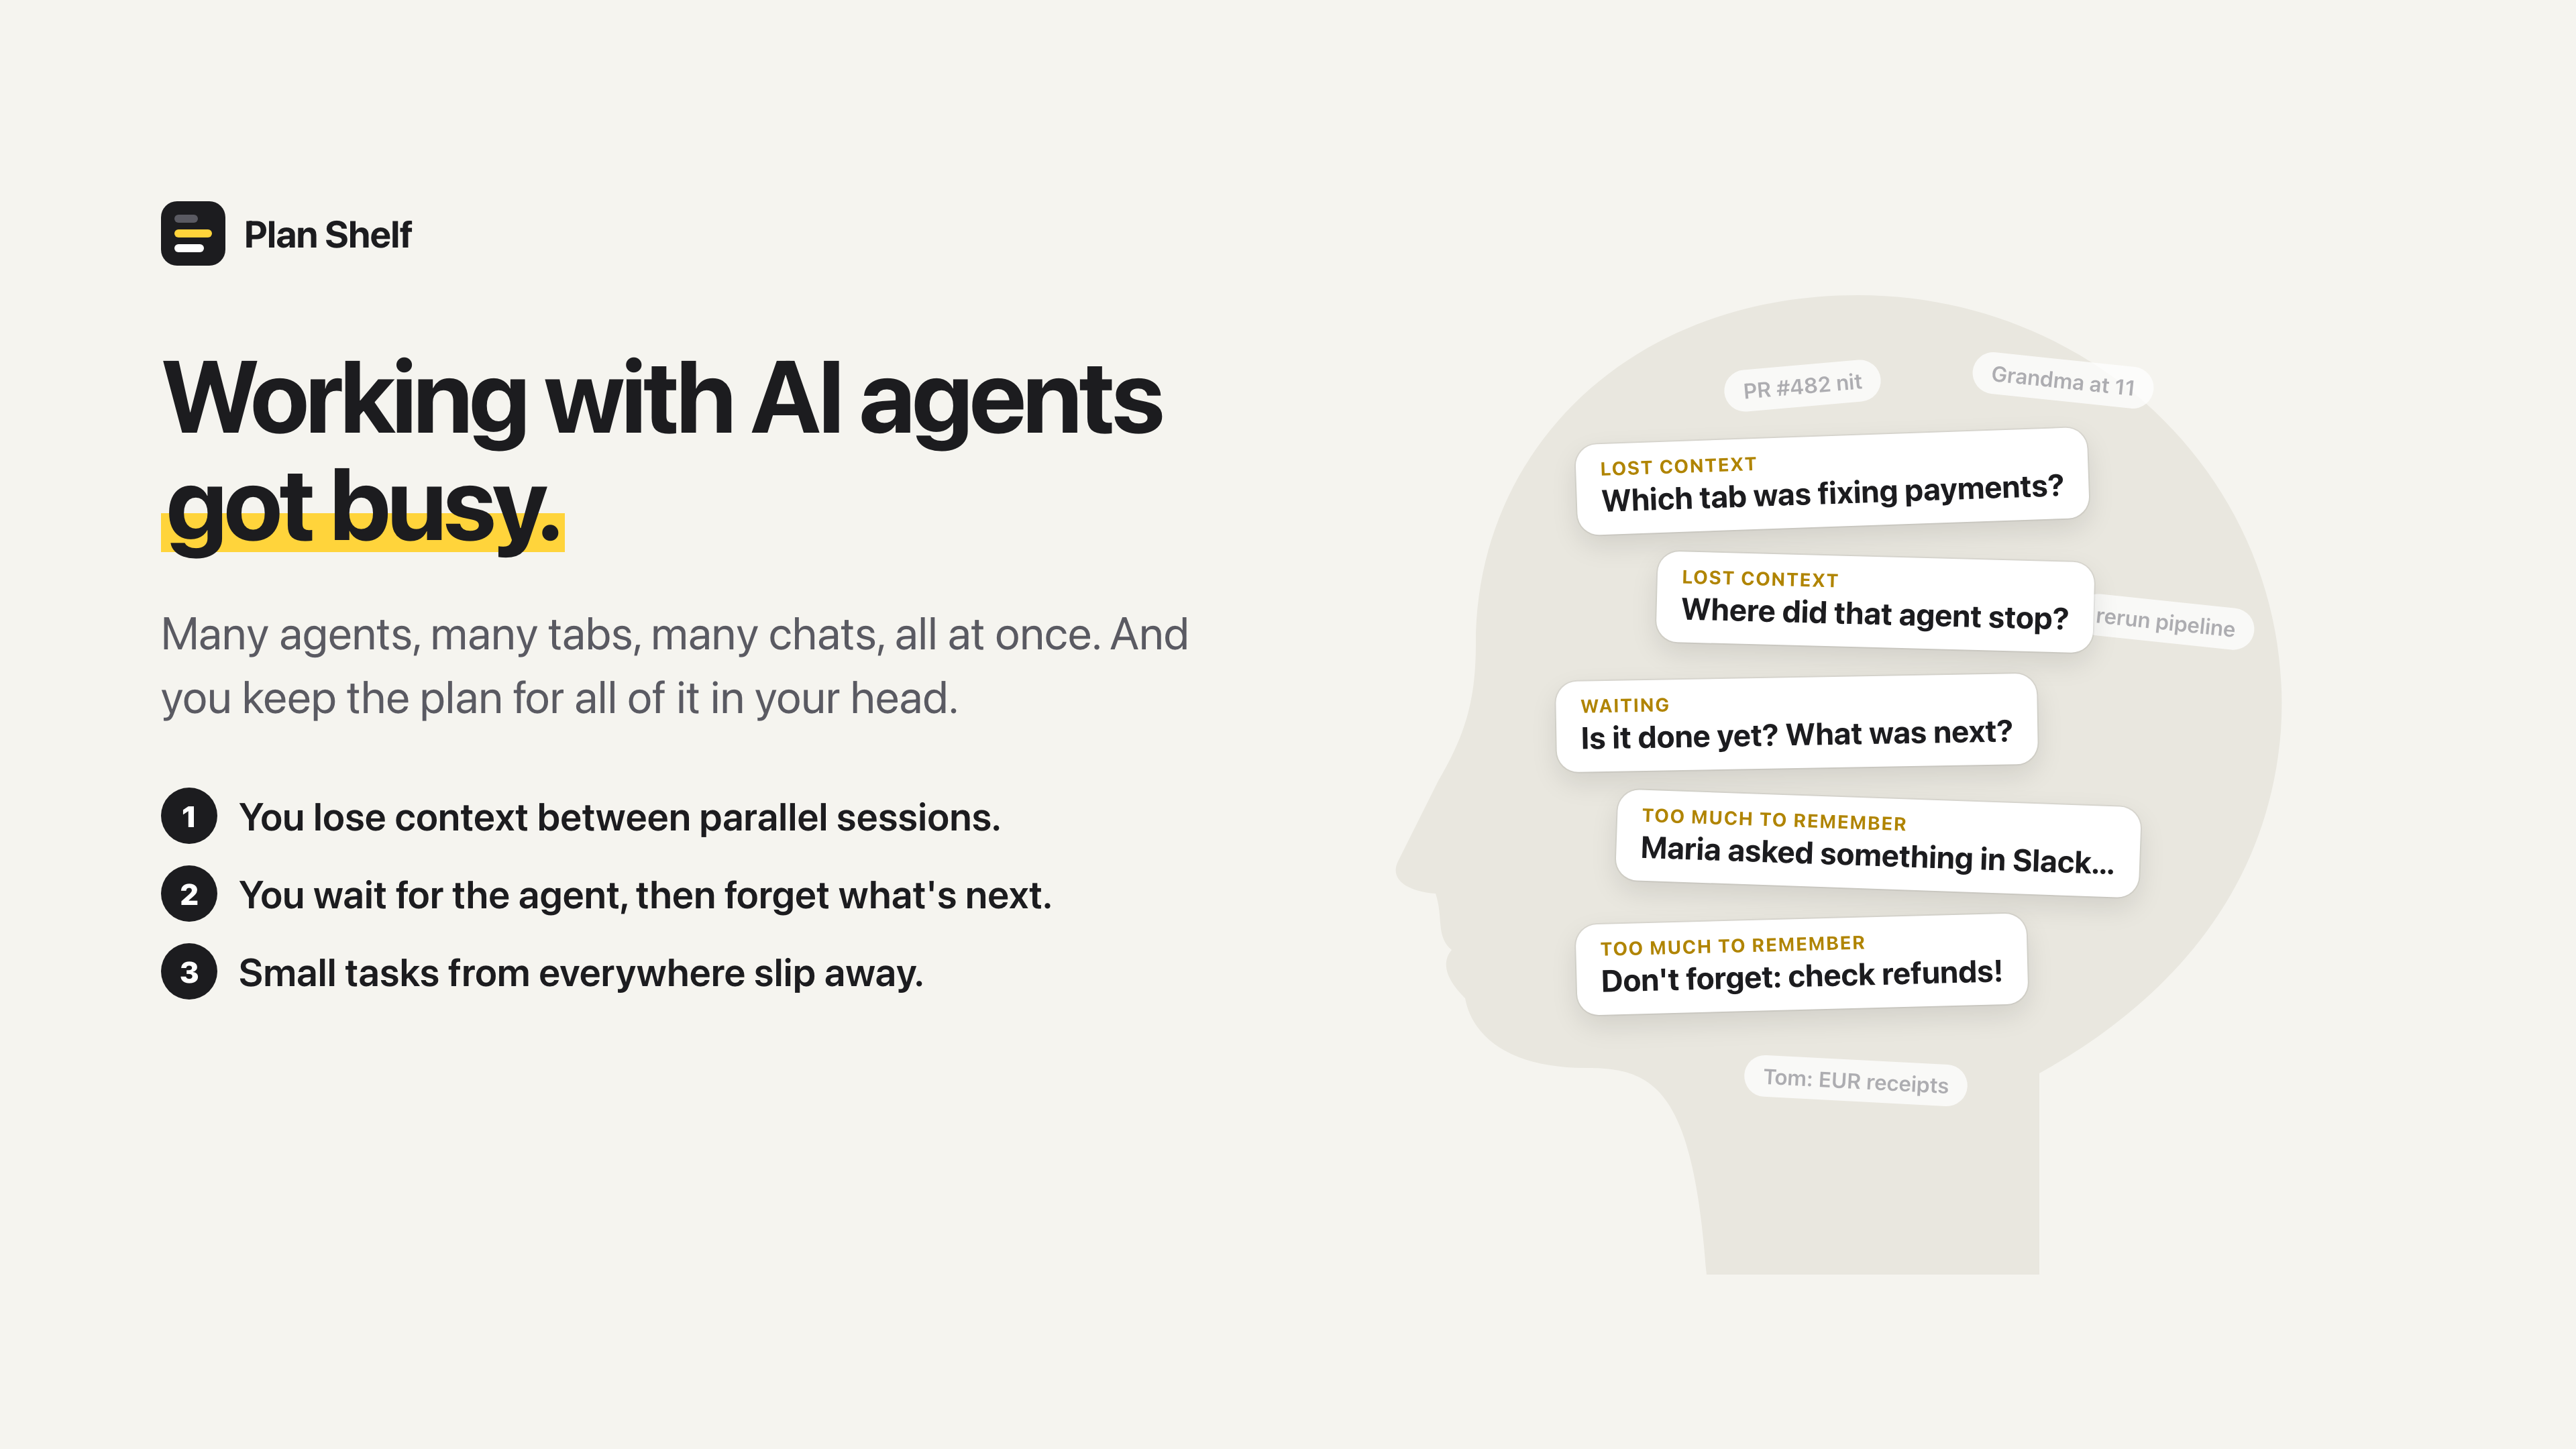 Plan Shelf
Working with AI agents
got busy.
Many agents, many tabs, many chats, all at once. And
you keep the plan for all of it in your head.
1 You lose context between parallel sessions.
2 You wait for the agent, then forget what's next.
3 Small tasks from everywhere slip away.
PR #482 nit
Grandma at 11
LOST CONTEXT
Which tab was fixing payments?
LOST CONTEXT
Where did that agent stop?
rerun pipeline
WAITING
Is it done yet? What was next?
TOO MUCH TO REMEMBER
Maria asked something in Slack...
TOO MUCH TO REMEMBER
Don't forget: check refunds!
Tom: EUR receipts